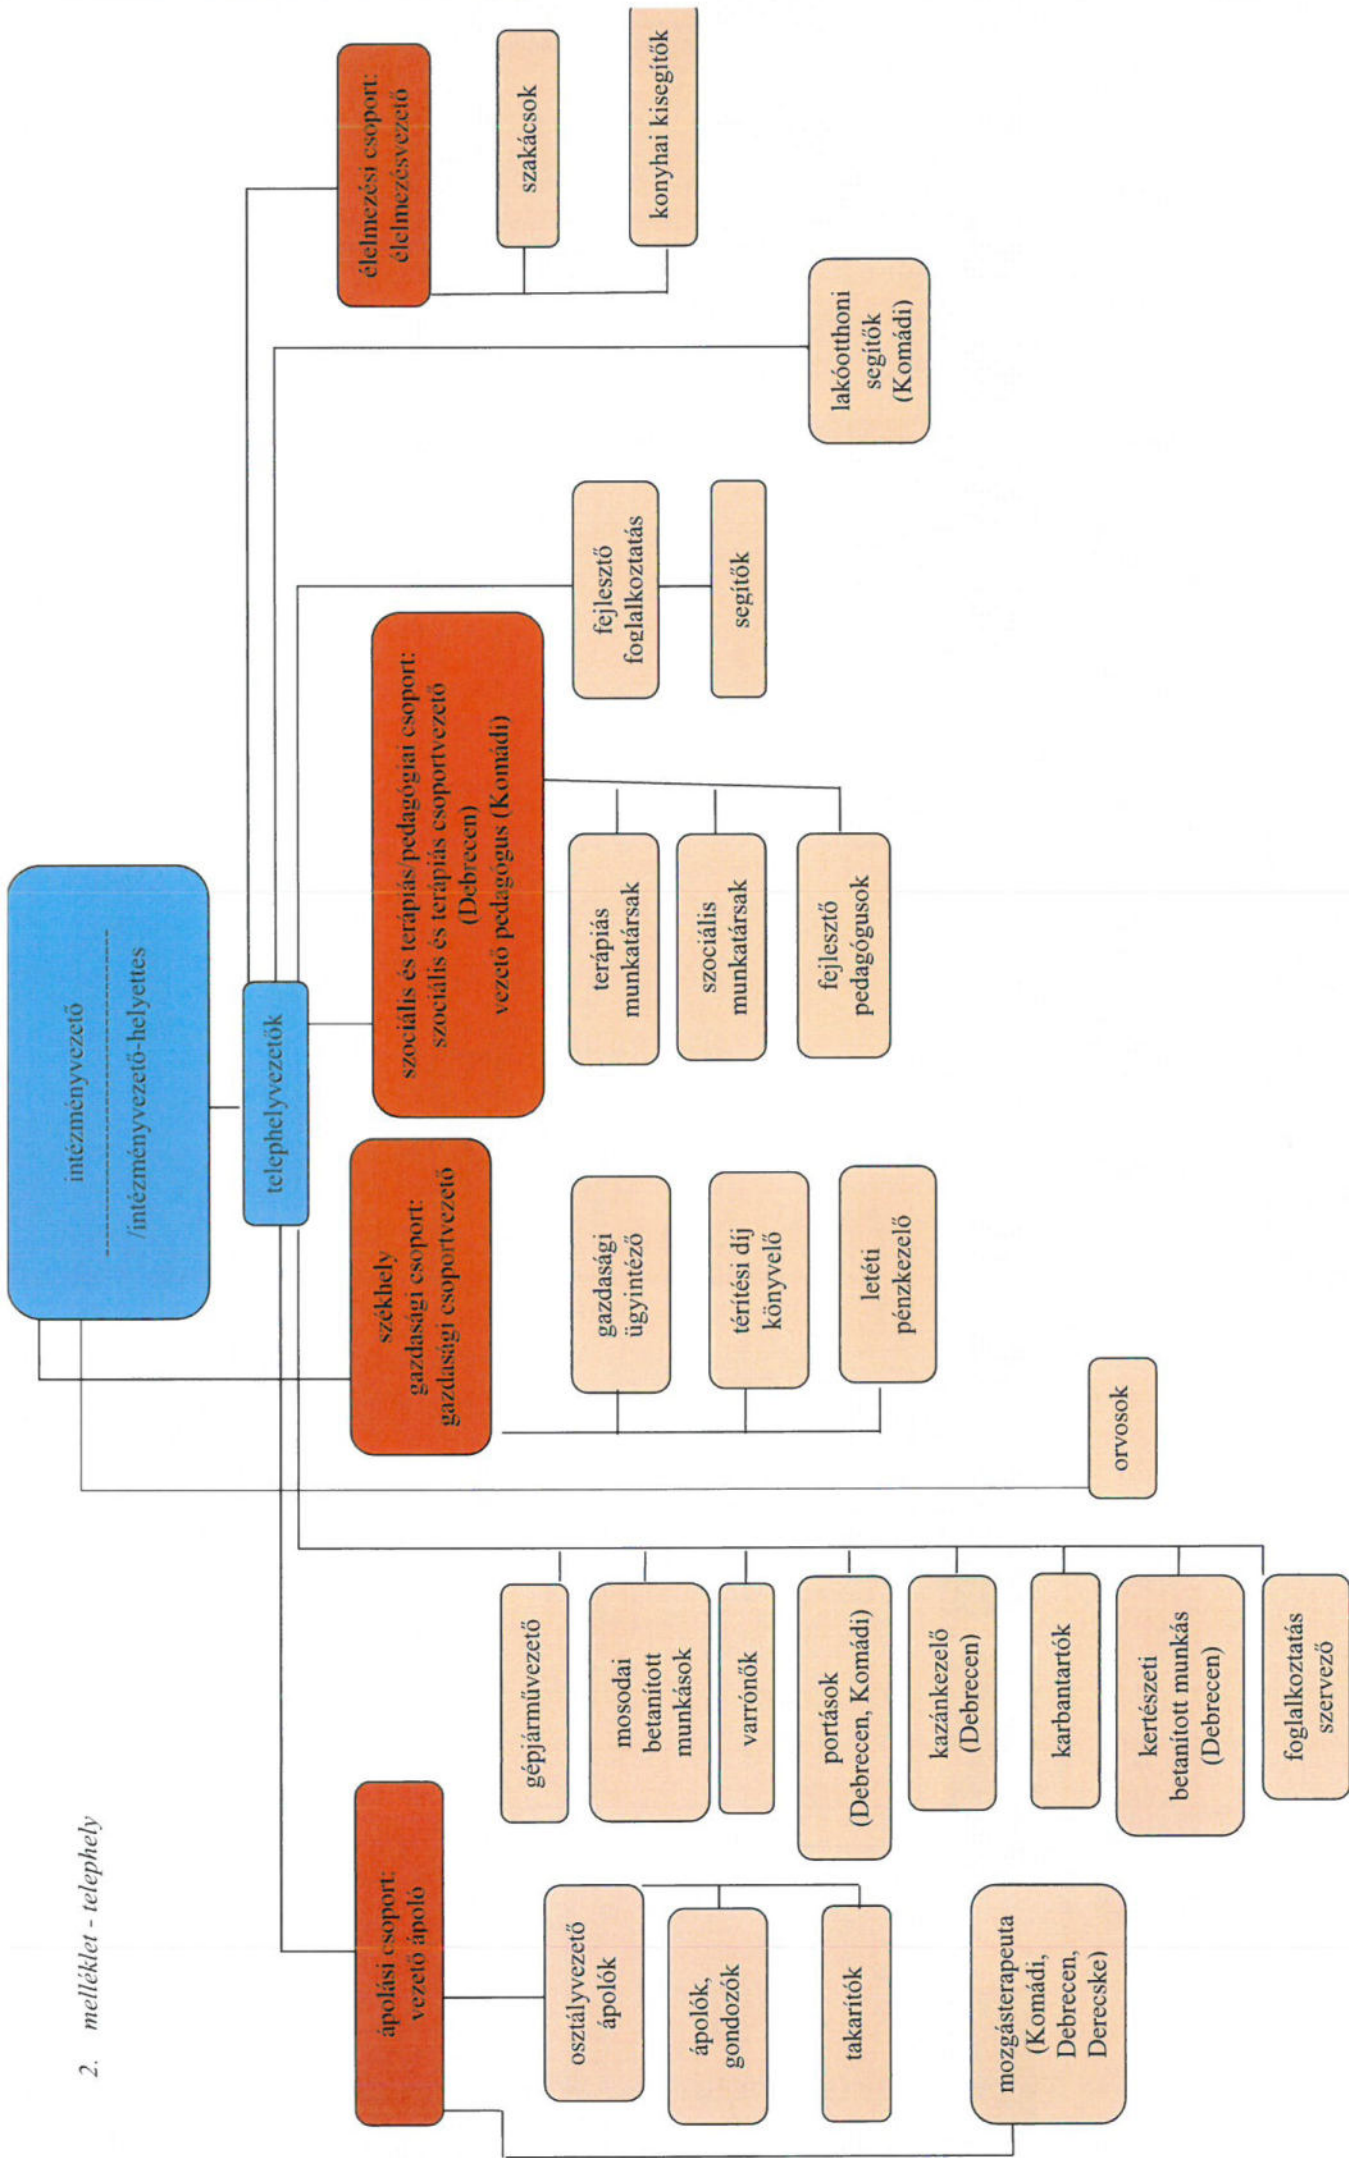 2. melléklet - telephely
intézményvezető
/intézményvezető-helyettes
telephelyvezetők
ápolási csoport:
vezető ápoló
osztályvezető
ápolók
ápolók,
gondozók
takarítók
mozgásterapeuta
(Komádi,
Debrecen,
Derecske)
gépjárművezető
mosodai
betanított
munkások
varrónők
portások
(Debrecen, Komádi)
kazánkezelő
(Debrecen)
karbantartók
kertészeti
betanított munkás
(Debrecen)
foglalkoztatás
szervező
orvosok
székhely
gazdasági csoport:
gazdasági csoportvezető
gazdasági
ügyintéző
térítési díj
könyvelő
letéti
pénzkezelő
szociális és terápiás/pedagógiai csoport:
szociális és terápiás csoportvezető
(Debrecen)
vezető pedagógus (Komádi)
terápiás
munkatársak
szociális
munkatársak
fejlesztő
pedagógusok
fejlesztő
foglalkoztatás
segítők
lakóotthoni
segítők
(Komádi)
élelmezési csoport:
élelmezésvezető
szakácsok
konyhai kisegítők